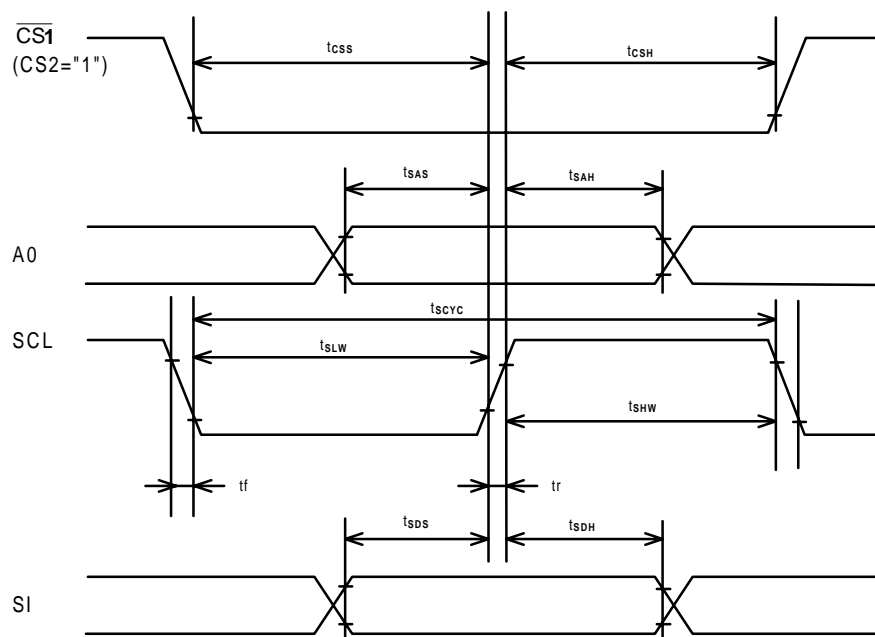 CS1
(CS2="1")
tCSS
tCSH
tSAS
tSAH
A0
tSCYC
SCL
tSLW
tSHW
tf
tr
tSDS
tSDH
SI